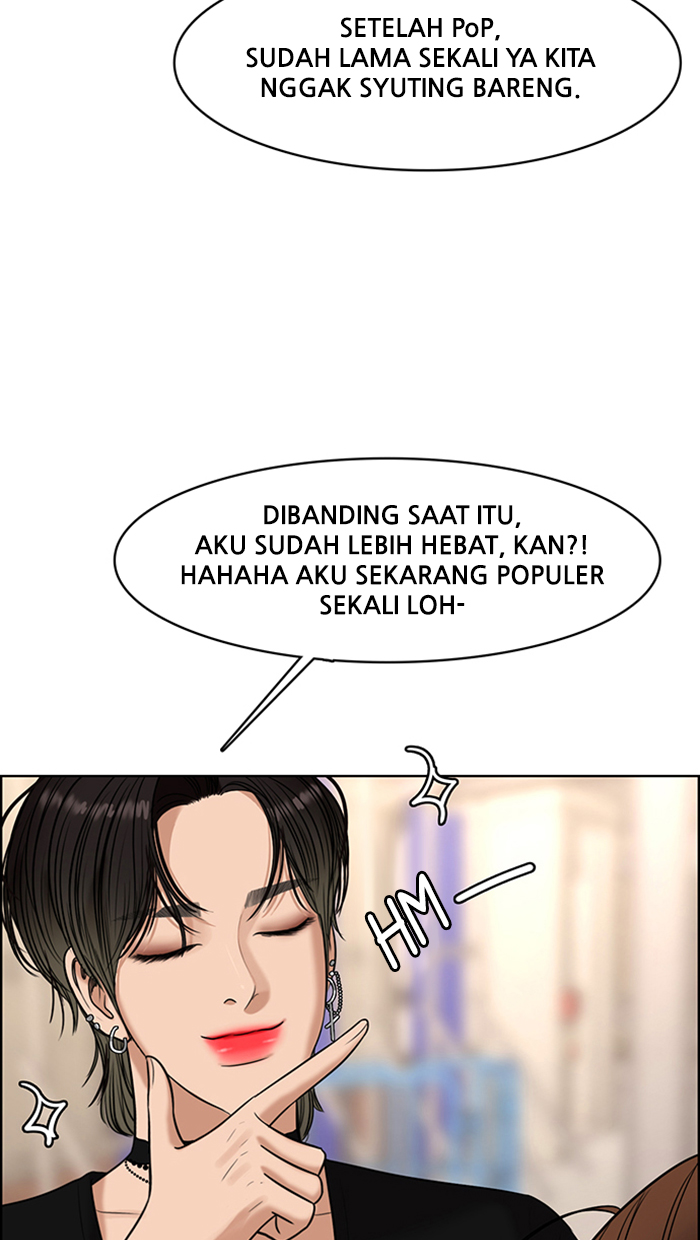 SETELAH PoP,
SUDAH LAMA SEKALI YA KITA
NGGAK SYUTING BARENG.
DIBANDING SAAT ITU,
AKU SUDAH LEBIH HEBAT, KAN?!
HAHAHA AKU SEKARANG POPULER
SEKALI LOH-
HM—